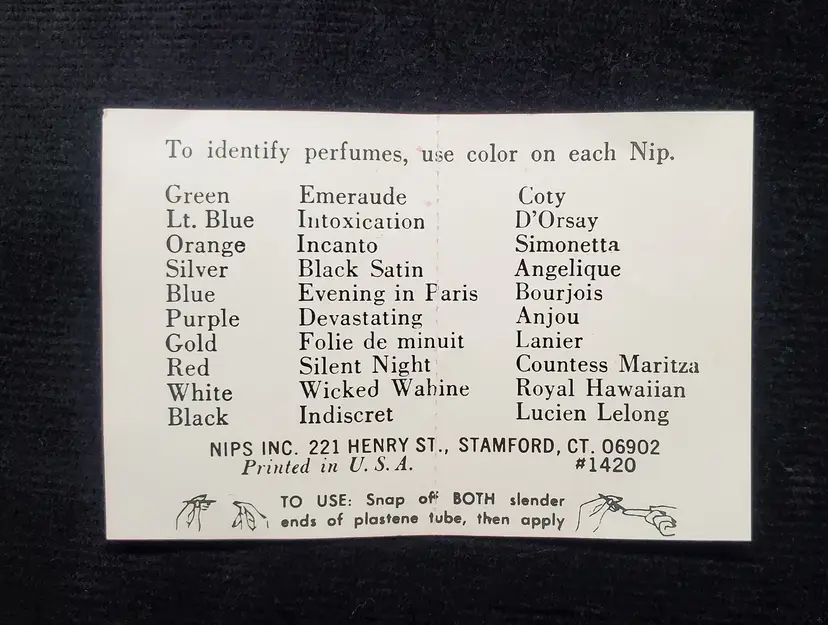 To identify perfumes, use color on each Nip.
Green Emeraude Coty
Lt. Blue Intoxication D'Orsay
Orange Incanto Simonetta
Silver Black Satin Angelique
Blue Evening in Paris Bourjois
Purple Devastating Anjou
Gold Folie de minuit Lanier
Red Silent Night Countess Maritza
White Wicked Wahine Royal Hawaiian
Black Indiscret Lucien Lelong
NIPS INC. 221 HENRY ST., STAMFORD, CT. 06902
Printed in U. S. A. #1420
TO USE: Snap off BOTH slender
ends of plastene tube, then apply